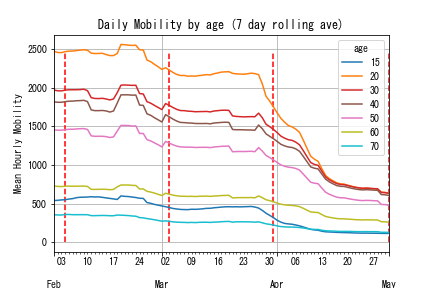 Daily Mobility by age (7 day rolling ave)
2500
2000
1500
1000
500
0
Mean Hourly Moblity
age
15
20
30
40
50
60
70
03 10 17 24 02 09 16 23 30 06 13 20 27
Feb Mar Apr May